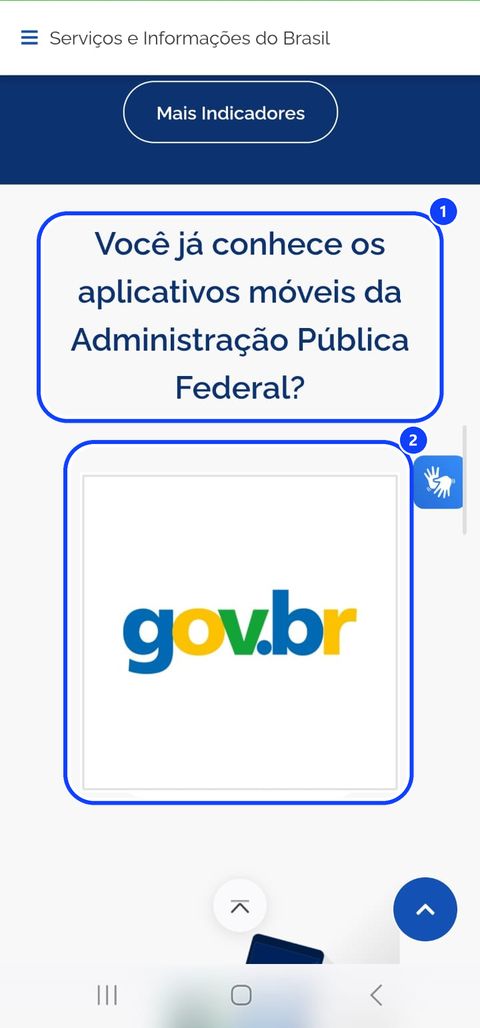 Serviços e Informações do Brasil
Mais Indicadores
1
Você já conhece os
aplicativos móveis da
Administração Pública
Federal?
2
gov.br